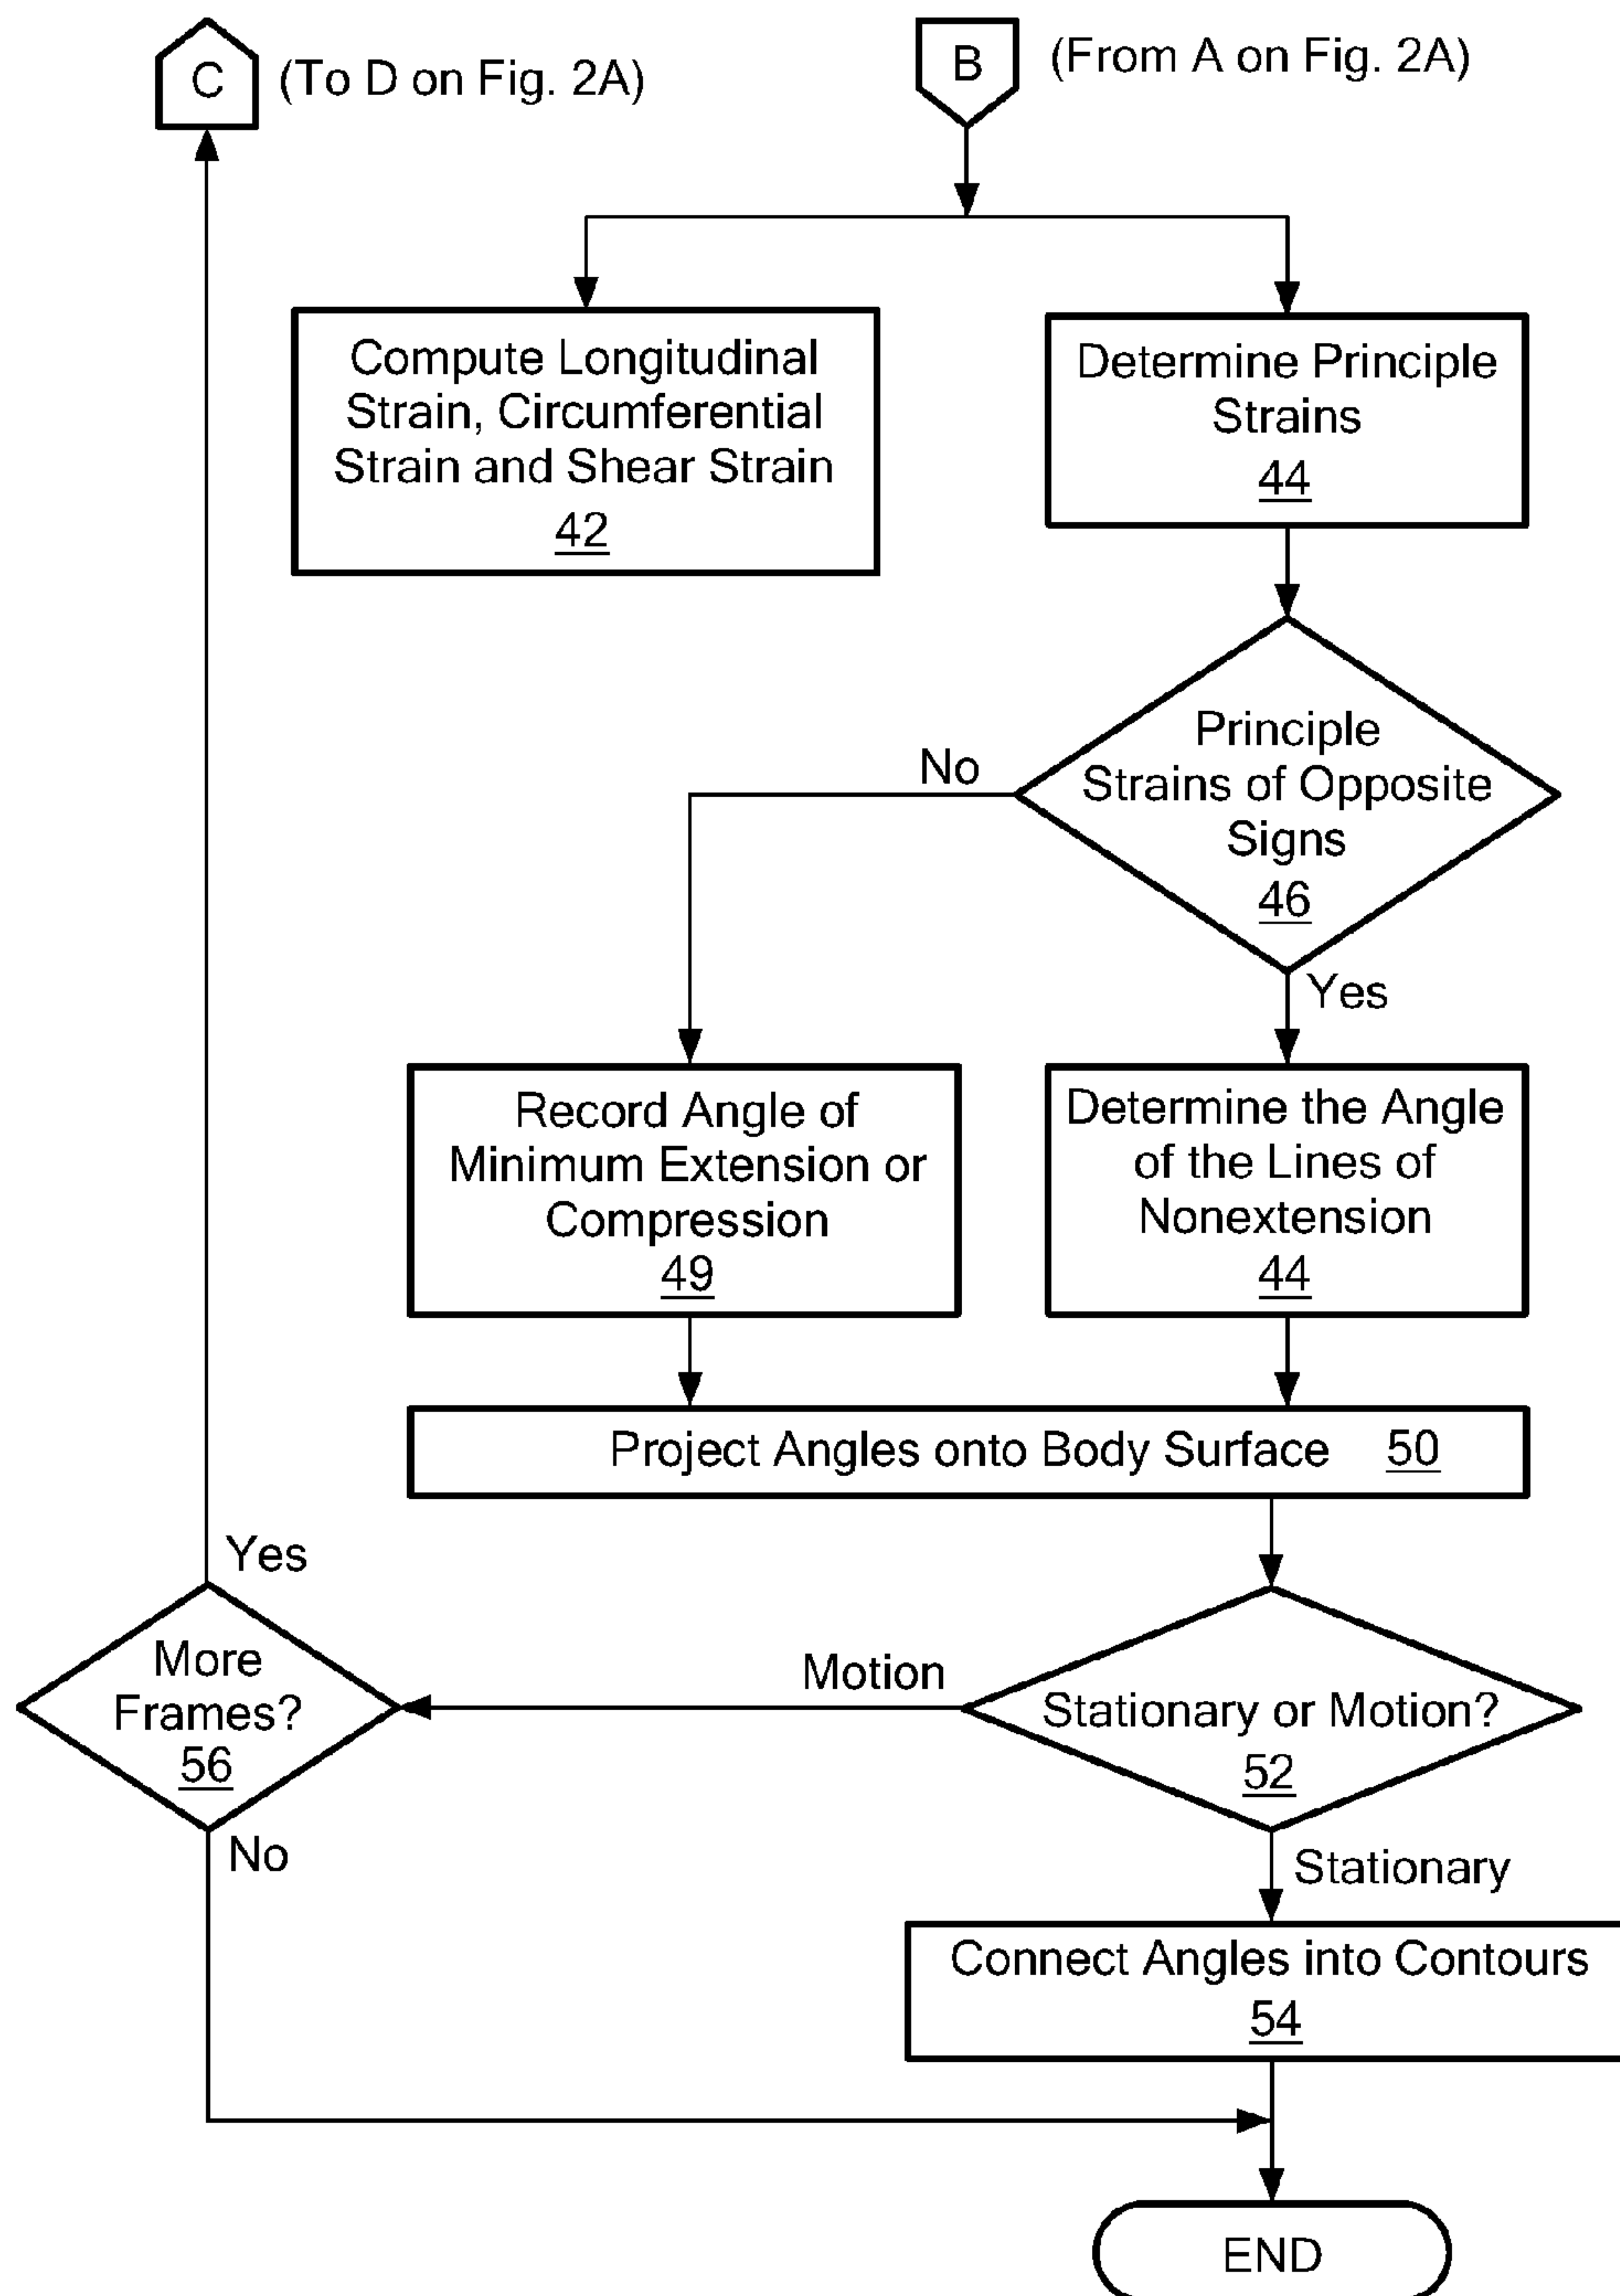 C
(To D on Fig. 2A)
B
(From A on Fig. 2A)
Compute Longitudinal
Strain, Circumferential
Strain and Shear Strain
42
Determine Principle
Strains
44
Principle
Strains of Opposite
Signs
46
No
Yes
Record Angle of
Minimum Extension or
Compression
49
Determine the Angle
of the Lines of
Nonextension
44
Project Angles onto Body Surface 50
Yes
More
Frames?
56
No
Motion
Stationary or Motion?
52
Stationary
Connect Angles into Contours
54
END